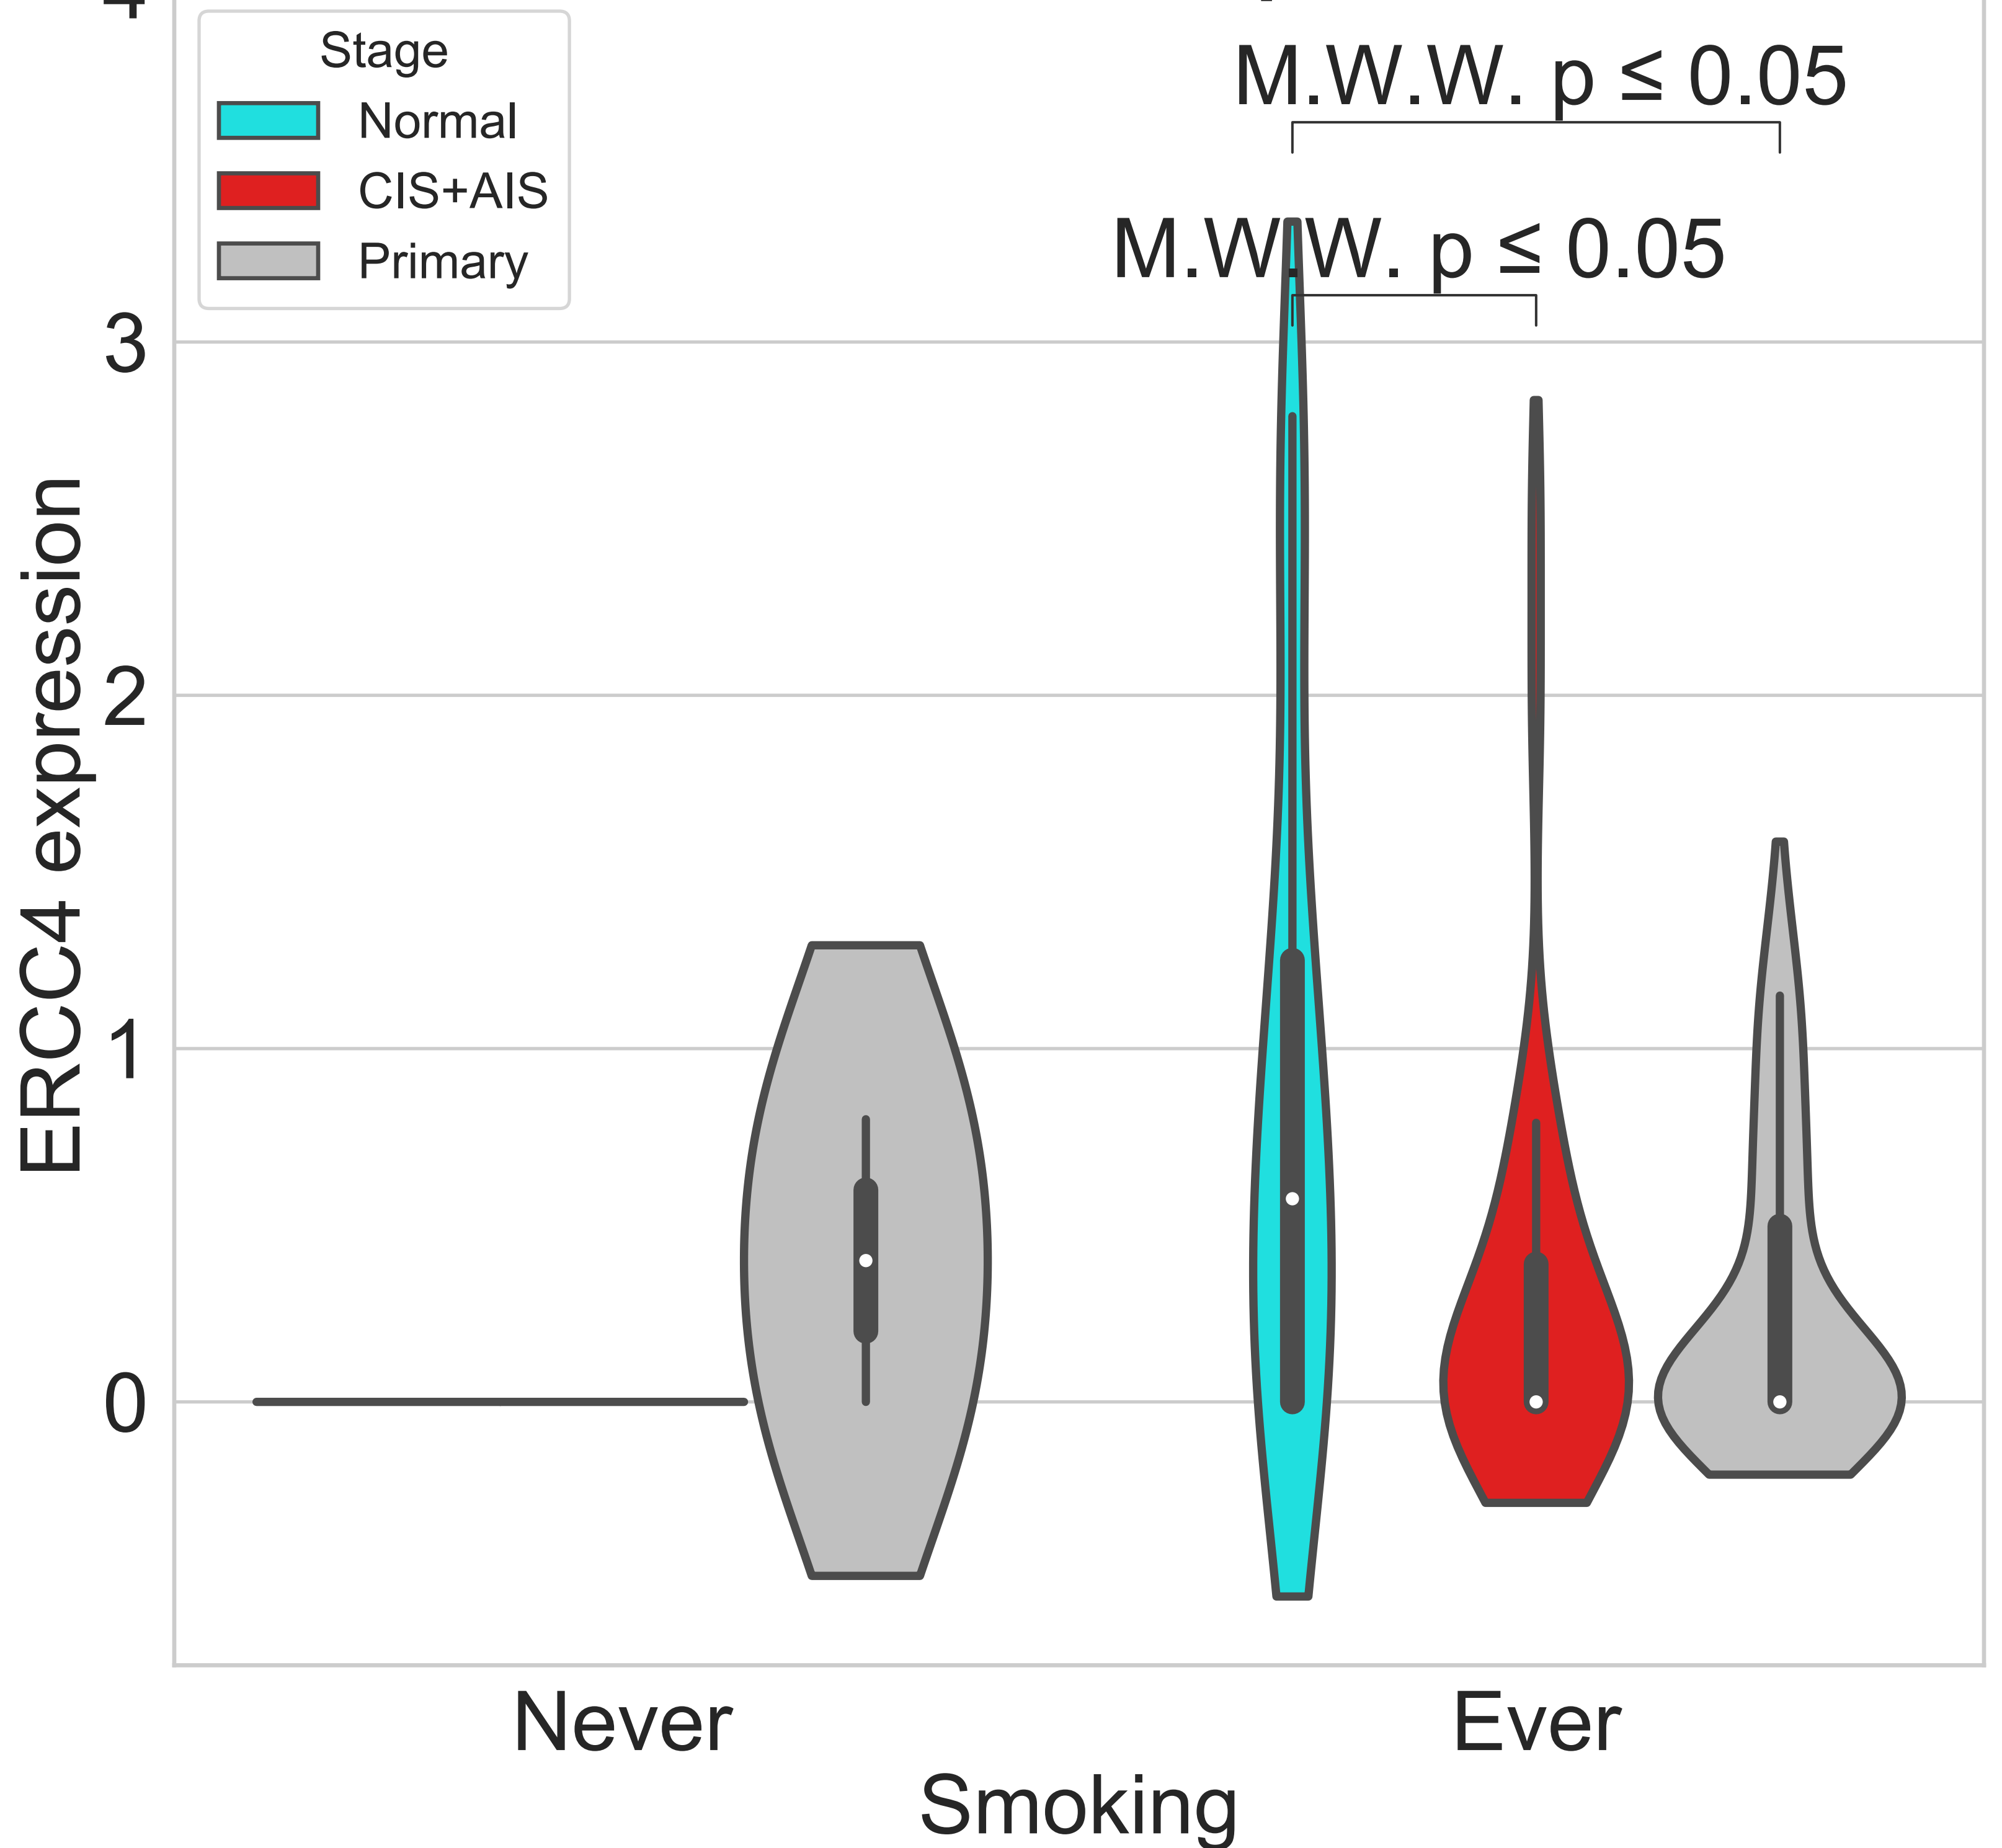 Stage
Normal
CIS+AIS
Primary
M.W.W. p ≤ 0.05
M.W.W. p ≤ 0.05
3
2
1
0
ERCC4 expression
Never
Ever
Smoking